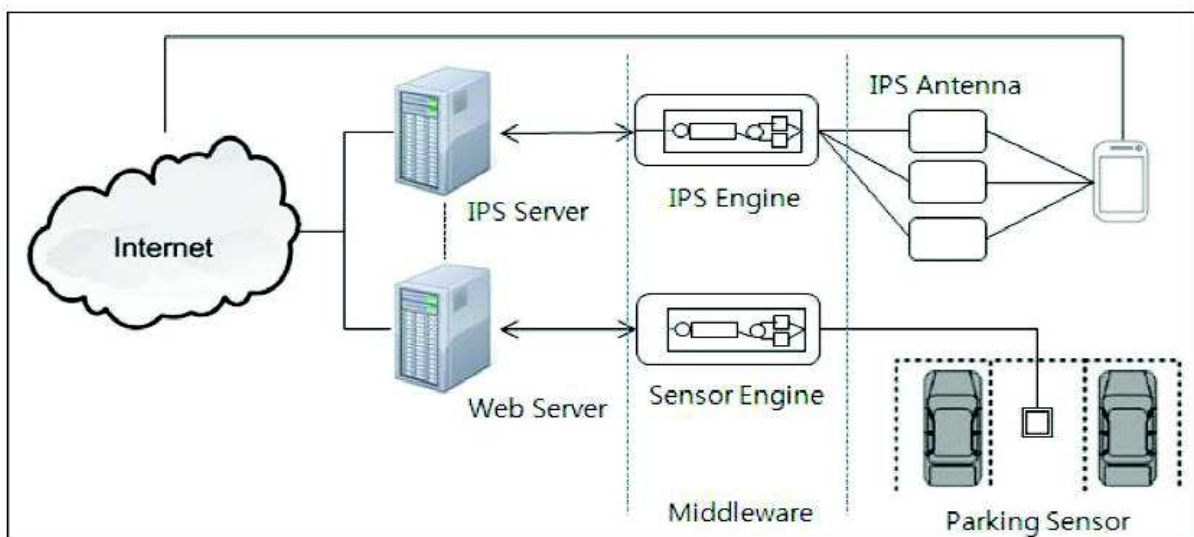 IPS Antenna
IPS Server
IPS Engine
Internet
Web Server
Sensor Engine
Middleware
Parking Sensor